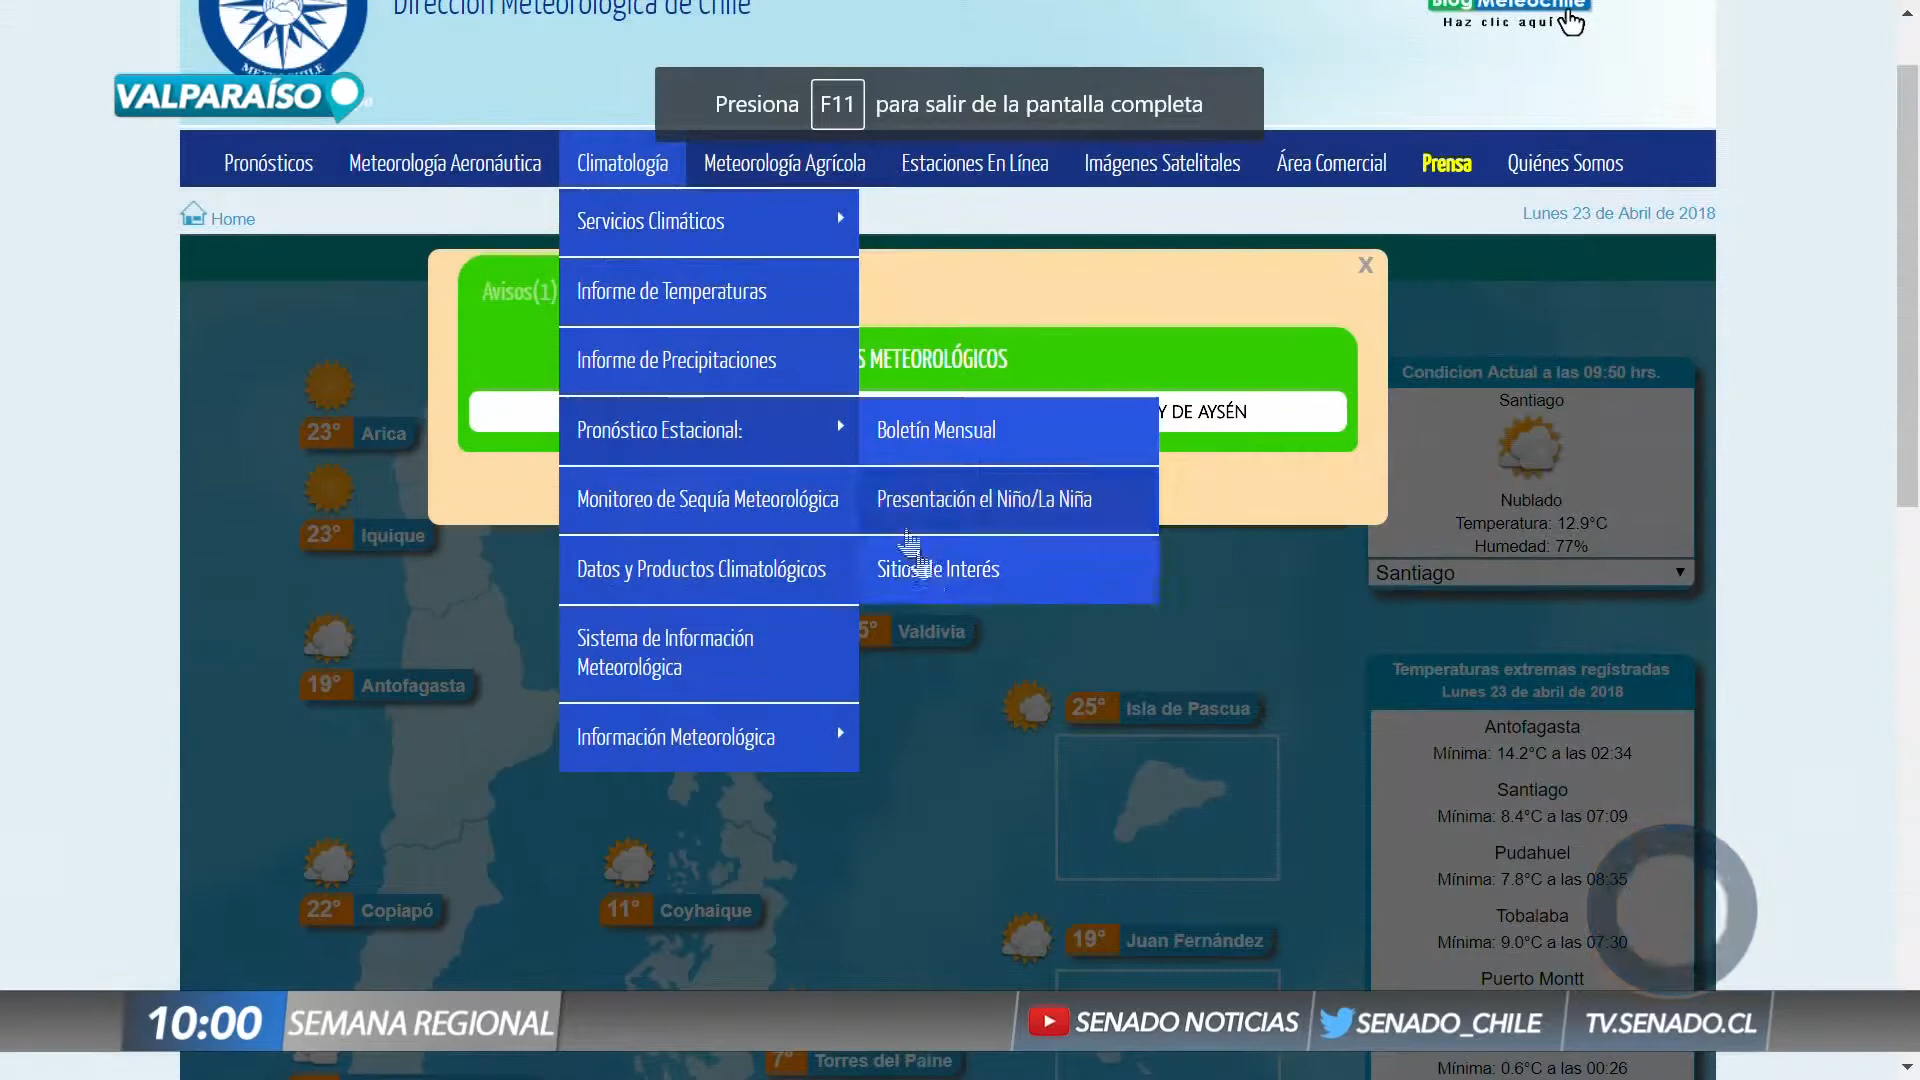 Dirección Meteorológica de Chile
Blog MeteoChile
Haz clic aquí
METEOCHILE
VALPARAÍSO
Presiona F11 para salir de la pantalla completa
Pronósticos
Meteorología Aeronáutica
Climatología
Meteorología Agrícola
Estaciones En Línea
Imágenes Satelitales
Área Comercial
Prensa
Quiénes Somos
Home
Lunes 23 de Abril de 2018
Servicios Climáticos
Informe de Temperaturas
Informe de Precipitaciones
Pronóstico Estacional:
Monitoreo de Sequía Meteorológica
Datos y Productos Climatológicos
Sistema de Información
Meteorológica
Información Meteorológica
Boletín Mensual
Presentación el Niño/La Niña
Sitios de Interés
X
Avisos(1)
S METEOROLÓGICOS
Y DE AYSÉN
23° Arica
23° Iquique
19° Antofagasta
22° Copiapó
11° Coyhaique
5° Valdivia
25° Isla de Pascua
19° Juan Fernández
7° Torres del Paine
Condicion Actual a las 09:50 hrs.
Santiago
Nublado
Temperatura: 12.9°C
Humedad: 77%
Santiago
Temperaturas extremas registradas
Lunes 23 de abril de 2018
Antofagasta
Mínima: 14.2°C a las 02:34
Santiago
Mínima: 8.4°C a las 07:09
Pudahuel
Mínima: 7.8°C a las 08:35
Tobalaba
Mínima: 9.0°C a las 07:30
Puerto Montt
Mínima: 0.6°C a las 00:26
10:00 SEMANA REGIONAL
SENADO NOTICIAS
SENADO_CHILE
TV.SENADO.CL